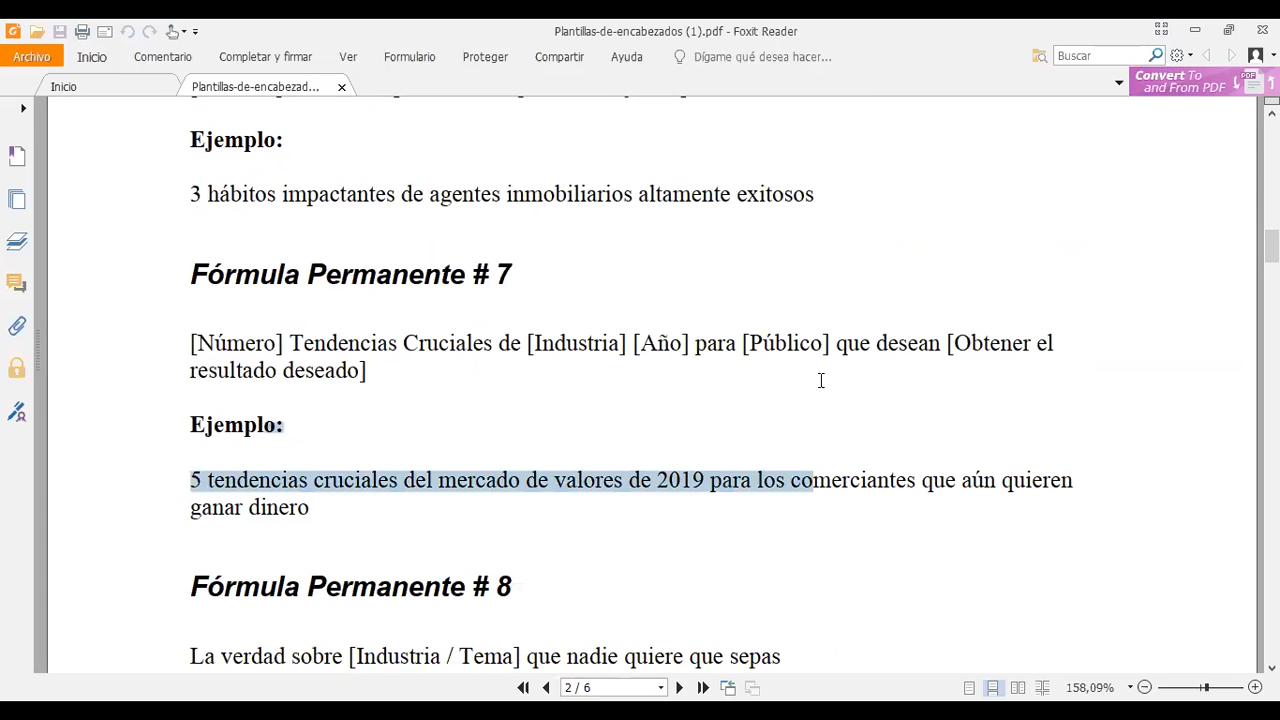 Plantillas-de-encabezados (1).pdf - Foxit Reader
Archivo Inicio Comentario Completar y firmar Ver Formulario Proteger Compartir Ayuda Dígame qué desea hacer... Buscar
Inicio Plantillas-de-encabezad... Convert To
and From PDF
Ejemplo:
3 hábitos impactantes de agentes inmobiliarios altamente exitosos
Fórmula Permanente # 7
[Número] Tendencias Cruciales de [Industria] [Año] para [Público] que desean [Obtener el
resultado deseado]
Ejemplo:
5 tendencias cruciales del mercado de valores de 2019 para los comerciantes que aún quieren
ganar dinero
Fórmula Permanente # 8
La verdad sobre [Industria / Tema] que nadie quiere que sepas
2 / 6 158,09%